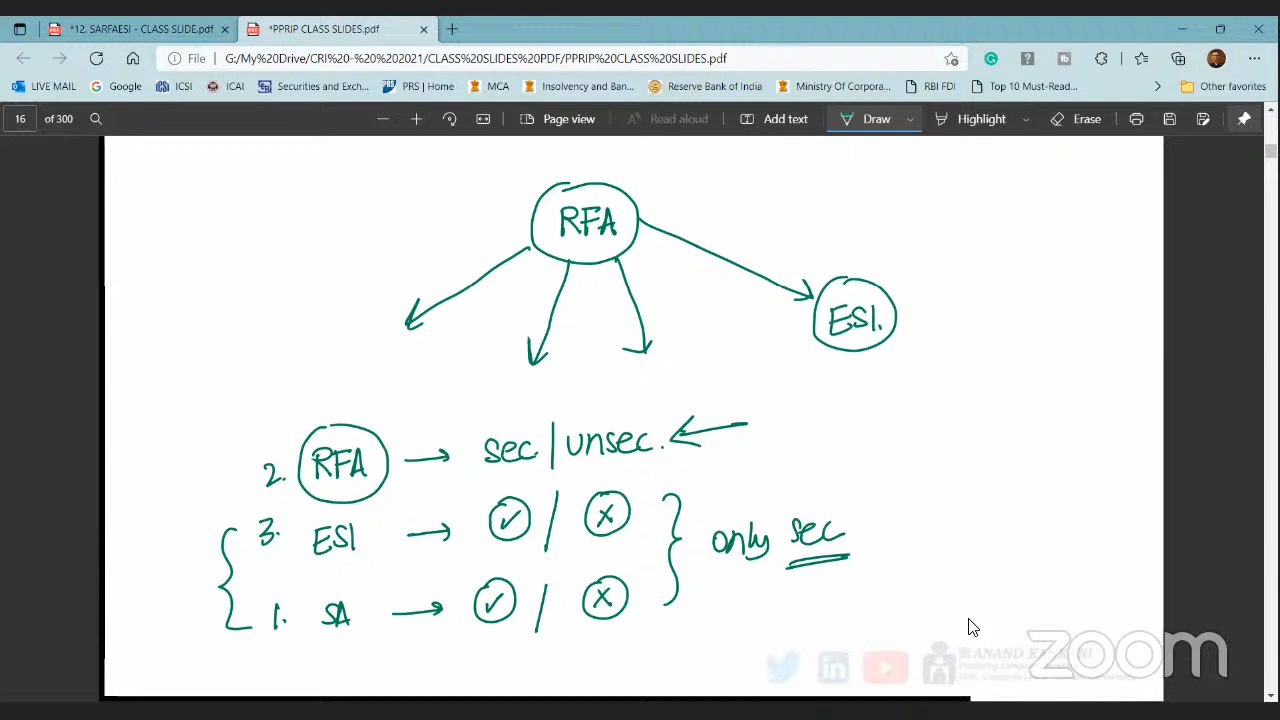 *12. SARFAESI - CLASS SLIDE.pdf
*PPRIP CLASS SLIDES.pdf
File G:/My%20Drive/CRI%20-%20%202021/CLASS%20SLIDES%20PDF/PPRIP%20CLASS%20SLIDES.pdf
LIVE MAIL Google ICSI ICAI Securities and Exch... PRS | Home MCA Insolvency and Ban... Reserve Bank of India Ministry Of Corpora... RBI FDI Top 10 Must-Read... Other favorites
16 of 300 Page view Read aloud Add text Draw Highlight Erase
RFA
ESI.
2. RFA → sec | unsec. ←
3. ESI → ✓ / x
only sec
1. SA → ✓ / x
zoom